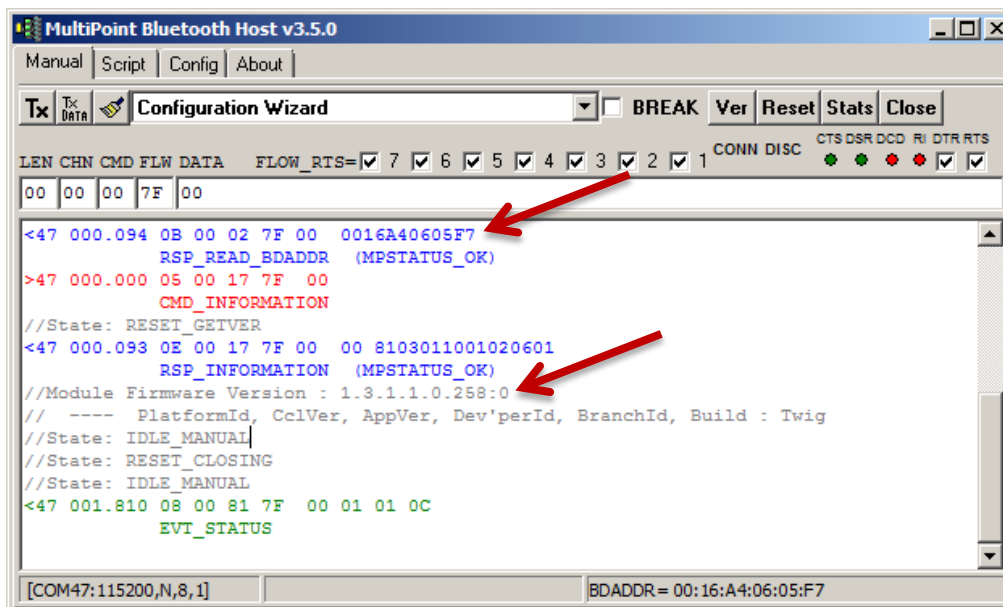 MultiPoint Bluetooth Host v3.5.0
Manual Script Config About
Tx Tx DATA Configuration Wizard BREAK Ver Reset Stats Close
CTS DSR DCD RI DTR RTS
LEN CHN CMD FLW DATA FLOW_RTS= 7 6 5 4 3 2 1 CONN DISC
00 00 00 7F 00
<47 000.094 0B 00 02 7F 00 0016A40605F7
RSP_READ_BDADDR (MPSTATUS_OK)
>47 000.000 05 00 17 7F 00
CMD_INFORMATION
//State: RESET_GETVER
<47 000.093 0E 00 17 7F 00 00 8103011001020601
RSP_INFORMATION (MPSTATUS_OK)
//Module Firmware Version : 1.3.1.1.0.258:0
// ---- PlatformId, CclVer, AppVer, Dev'perId, BranchId, Build : Twig
//State: IDLE_MANUAL
//State: RESET_CLOSING
//State: IDLE_MANUAL
<47 001.810 08 00 81 7F 00 01 01 0C
EVT_STATUS
[COM47:115200,N,8,1] BDADDR= 00:16:A4:06:05:F7